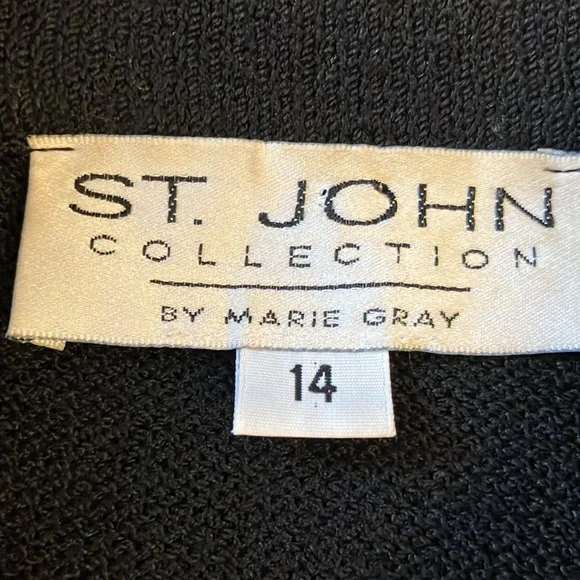 ST. JOHN
COLLECTION
BY MARIE GRAY
14